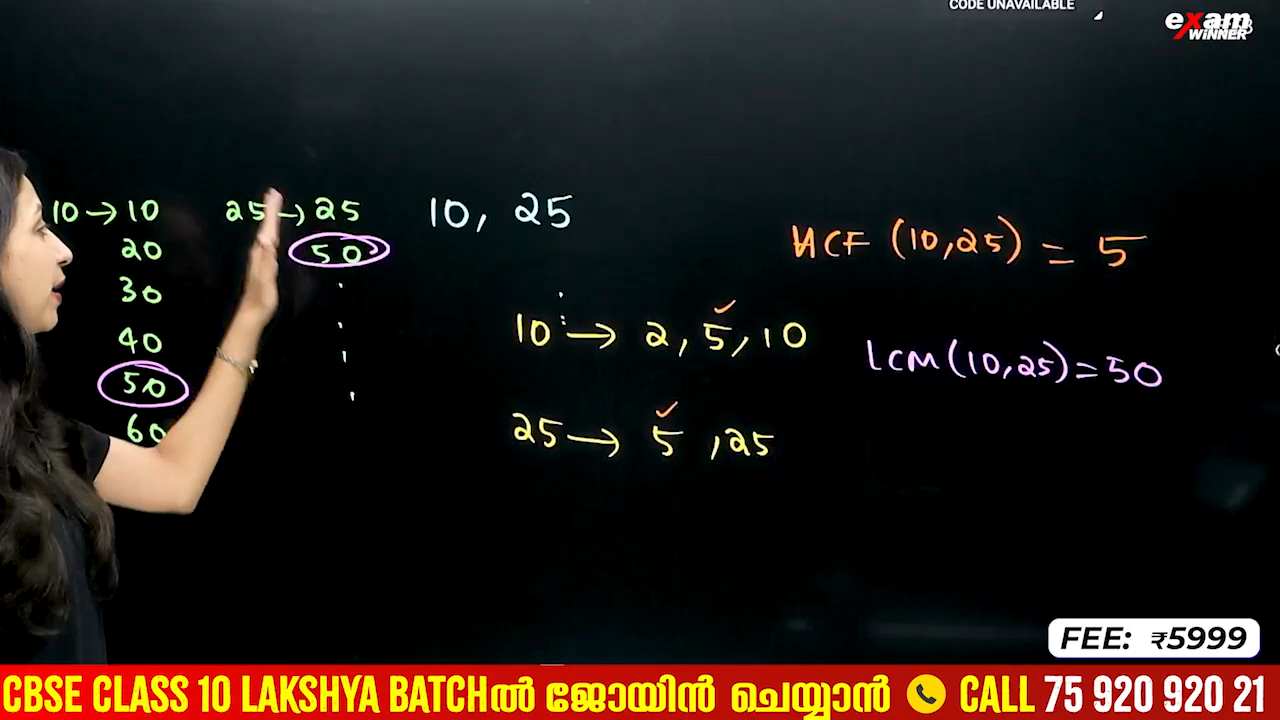 CODE UNAVAILABLE
exam
WiNNER
10 → 10 25 → 25 10, 25
20 50
30
40
50
60
HCF (10,25) = 5
10 → 2, 5, 10
LCM (10,25) = 50
25 → 5 , 25
FEE: ₹5999
CBSE CLASS 10 LAKSHYA BATCHൽ ജോയിൻ ചെയ്യാൻ CALL 75 920 920 21